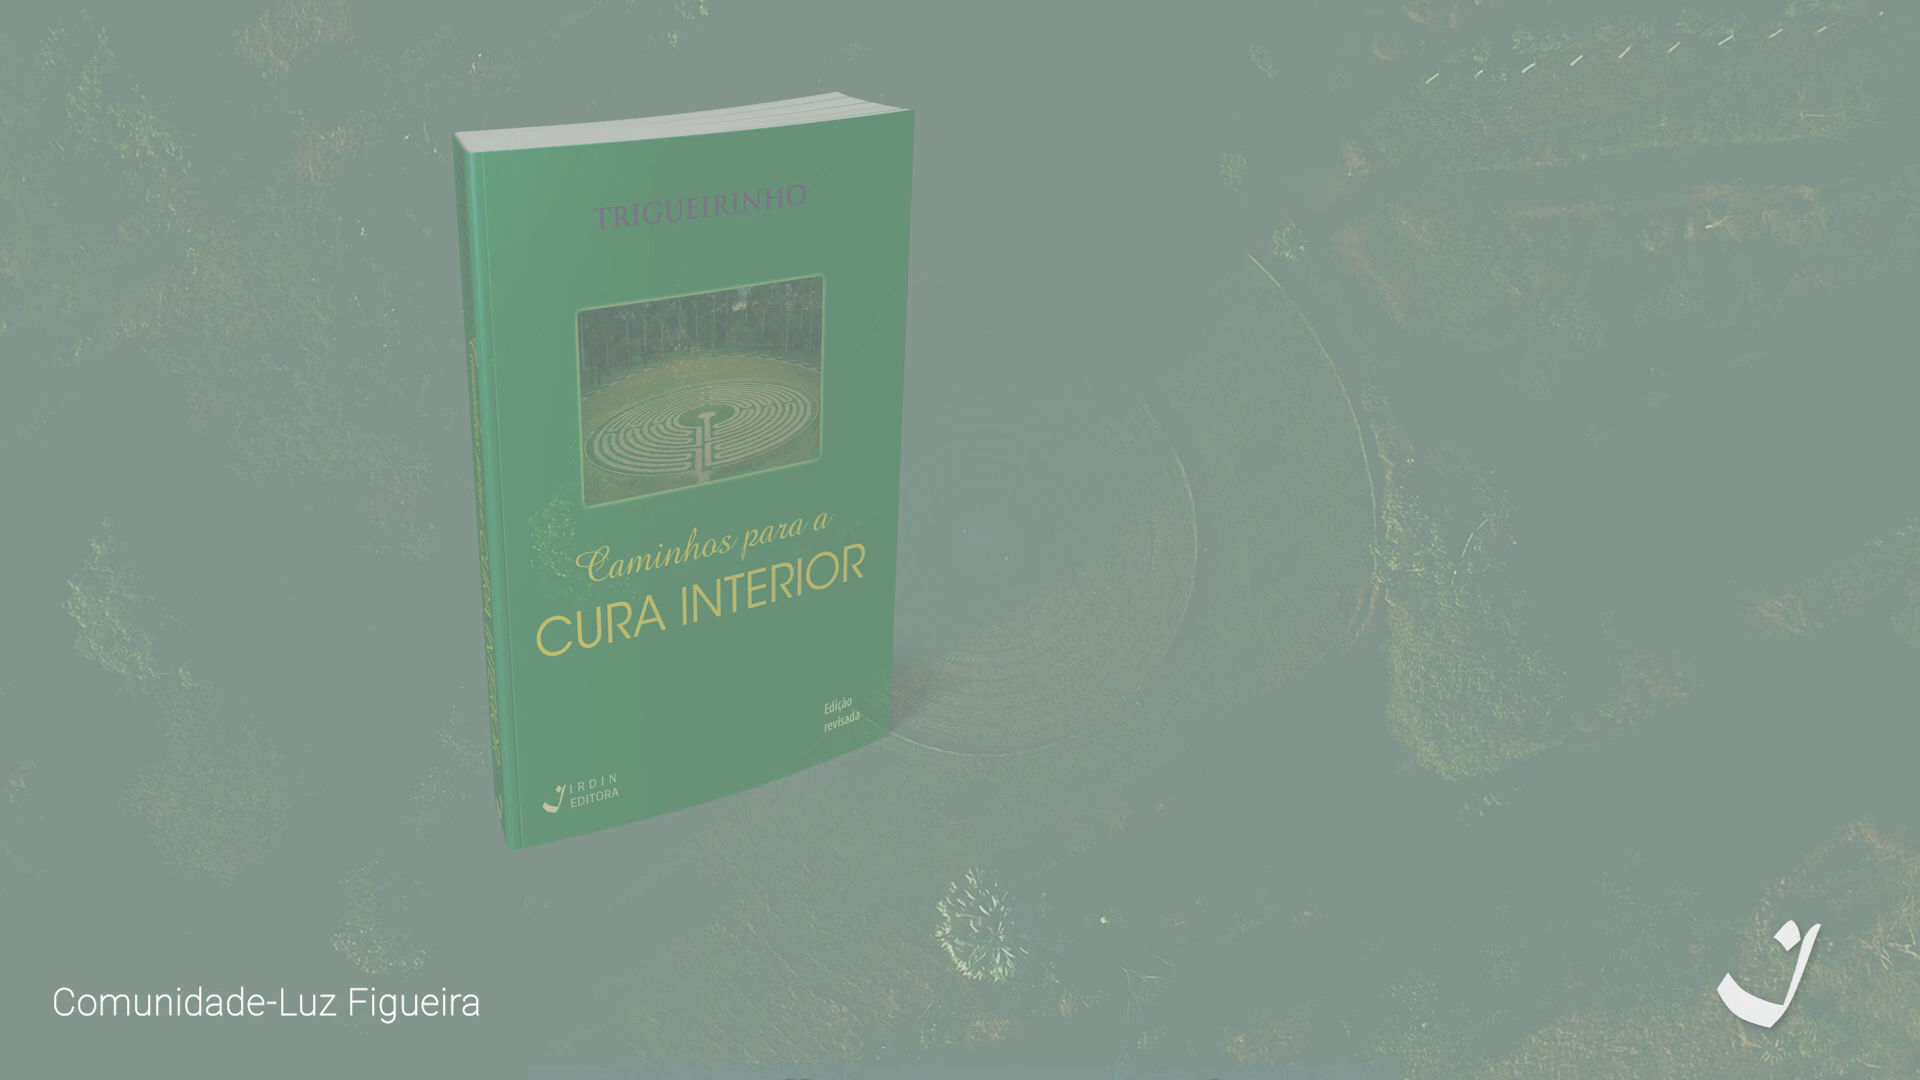 TRIGUEIRINHO
Caminhos para a
CURA INTERIOR
Edição
revisada
IRDIN
EDITORA
Comunidade-Luz Figueira